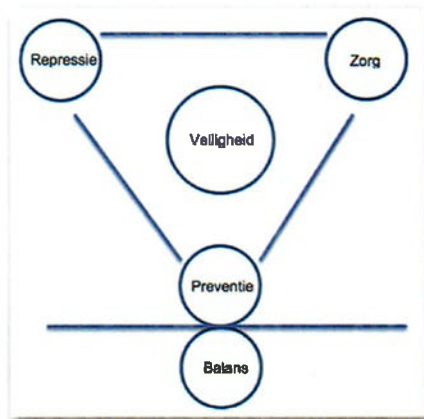 Repressie
Zorg
Veiligheid
Preventie
Balans